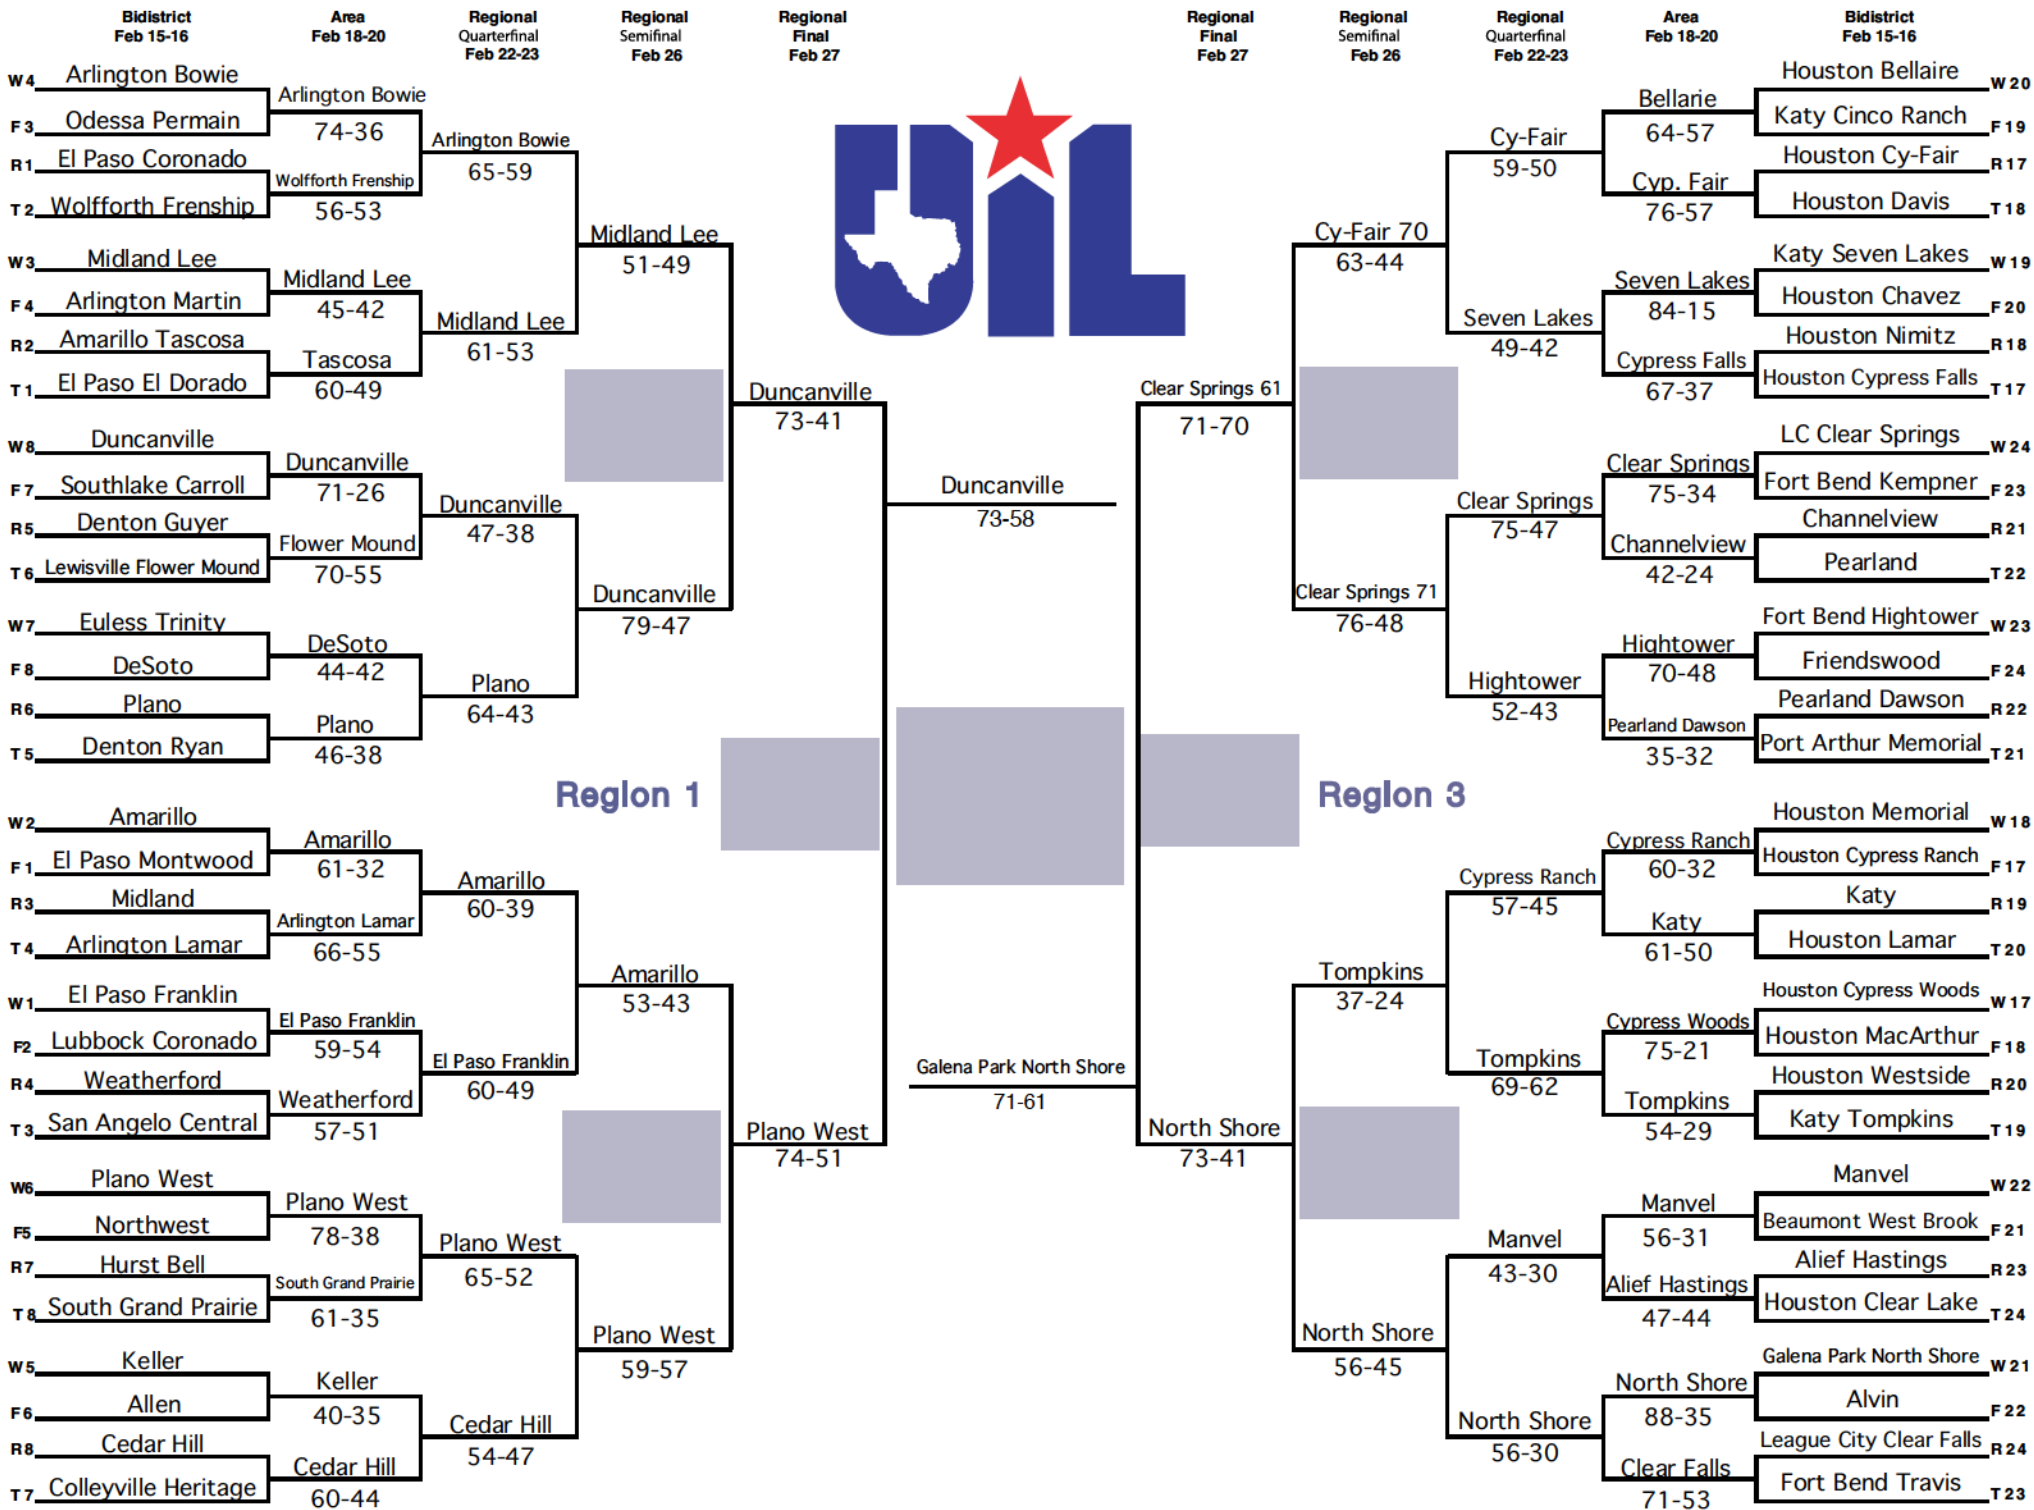 Bidistrict
Feb 15-16
Area
Feb 18-20
Regional
Quarterfinal
Feb 22-23
Regional
Semifinal
Feb 26
Regional
Final
Feb 27
Regional
Final
Feb 27
Regional
Semifinal
Feb 26
Regional
Quarterfinal
Feb 22-23
Area
Feb 18-20
Bidistrict
Feb 15-16
W4 Arlington Bowie
F3 Odessa Permain
R1 El Paso Coronado
T2 Wolfforth Frenship
W3 Midland Lee
F4 Arlington Martin
R2 Amarillo Tascosa
T1 El Paso El Dorado
W8 Duncanville
F7 Southlake Carroll
R5 Denton Guyer
T6 Lewisville Flower Mound
W7 Euless Trinity
F8 DeSoto
R6 Plano
T5 Denton Ryan
W2 Amarillo
F1 El Paso Montwood
R3 Midland
T4 Arlington Lamar
W1 El Paso Franklin
F2 Lubbock Coronado
R4 Weatherford
T3 San Angelo Central
W6 Plano West
F5 Northwest
R7 Hurst Bell
T8 South Grand Prairie
W5 Keller
F6 Allen
R8 Cedar Hill
T7 Colleyville Heritage
Arlington Bowie
74-36
Wolfforth Frenship
56-53
Midland Lee
45-42
Tascosa
60-49
Duncanville
71-26
Flower Mound
70-55
DeSoto
44-42
Plano
46-38
Amarillo
61-32
Arlington Lamar
66-55
El Paso Franklin
59-54
Weatherford
57-51
Plano West
78-38
South Grand Prairie
61-35
Keller
40-35
Cedar Hill
60-44
Arlington Bowie
65-59
Midland Lee
61-53
Duncanville
47-38
Plano
64-43
Amarillo
60-39
El Paso Franklin
60-49
Plano West
65-52
Cedar Hill
54-47
Midland Lee
51-49
Duncanville
79-47
Amarillo
53-43
Plano West
59-57
Duncanville
73-41
Plano West
74-51
Region 1
UIL
Duncanville
73-58
Galena Park North Shore
71-61
Region 3
Clear Springs 61
71-70
North Shore
73-41
Cy-Fair 70
63-44
Clear Springs 71
76-48
Tompkins
37-24
North Shore
56-45
Cy-Fair
59-50
Seven Lakes
49-42
Clear Springs
75-47
Hightower
52-43
Cypress Ranch
57-45
Tompkins
69-62
Manvel
43-30
North Shore
56-30
Bellarie
64-57
Cyp. Fair
76-57
Seven Lakes
84-15
Cypress Falls
67-37
Clear Springs
75-34
Channelview
42-24
Hightower
70-48
Pearland Dawson
35-32
Cypress Ranch
60-32
Katy
61-50
Cypress Woods
75-21
Tompkins
54-29
Manvel
56-31
Alief Hastings
47-44
North Shore
88-35
Clear Falls
71-53
Houston Bellaire W20
Katy Cinco Ranch F19
Houston Cy-Fair R17
Houston Davis T18
Katy Seven Lakes W19
Houston Chavez F20
Houston Nimitz R18
Houston Cypress Falls T17
LC Clear Springs W24
Fort Bend Kempner F23
Channelview R21
Pearland T22
Fort Bend Hightower W23
Friendswood F24
Pearland Dawson R22
Port Arthur Memorial T21
Houston Memorial W18
Houston Cypress Ranch F17
Katy R19
Houston Lamar T20
Houston Cypress Woods W17
Houston MacArthur F18
Houston Westside R20
Katy Tompkins T19
Manvel W22
Beaumont West Brook F21
Alief Hastings R23
Houston Clear Lake T24
Galena Park North Shore W21
Alvin F22
League City Clear Falls R24
Fort Bend Travis T23